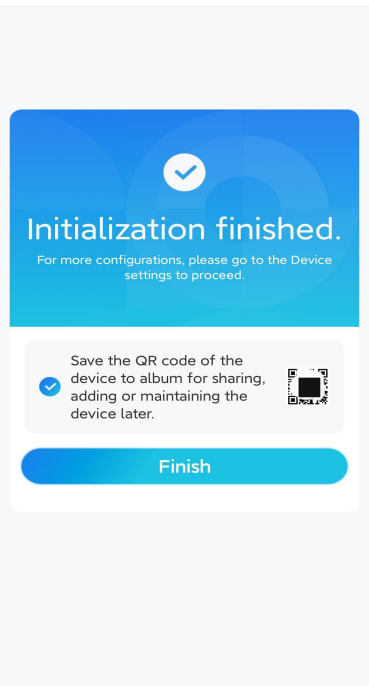 Initialization finished.
For more configurations, please go to the Device
settings to proceed.
Save the QR code of the
device to album for sharing,
adding or maintaining the
device later.
Finish